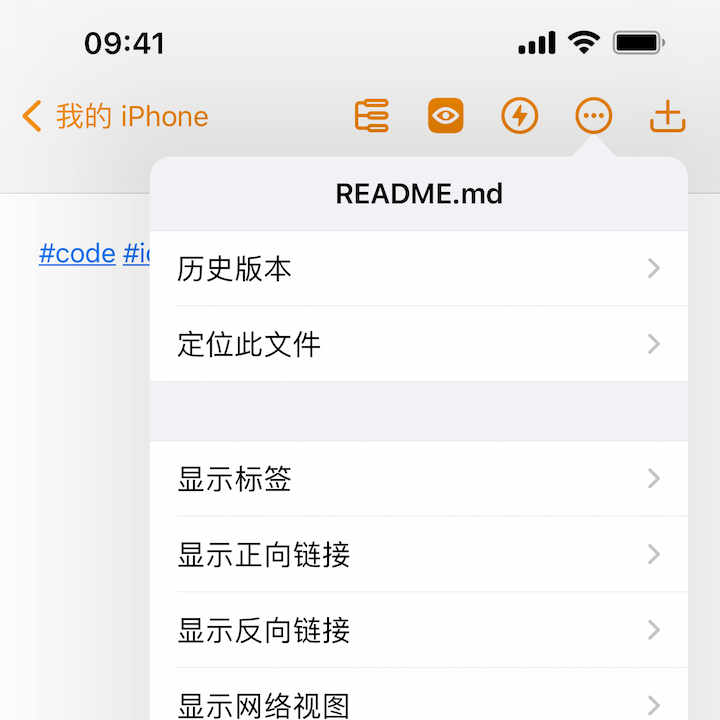 09:41
我的 iPhone
README.md
#code
历史版本
定位此文件
显示标签
显示正向链接
显示反向链接
显示网络视图